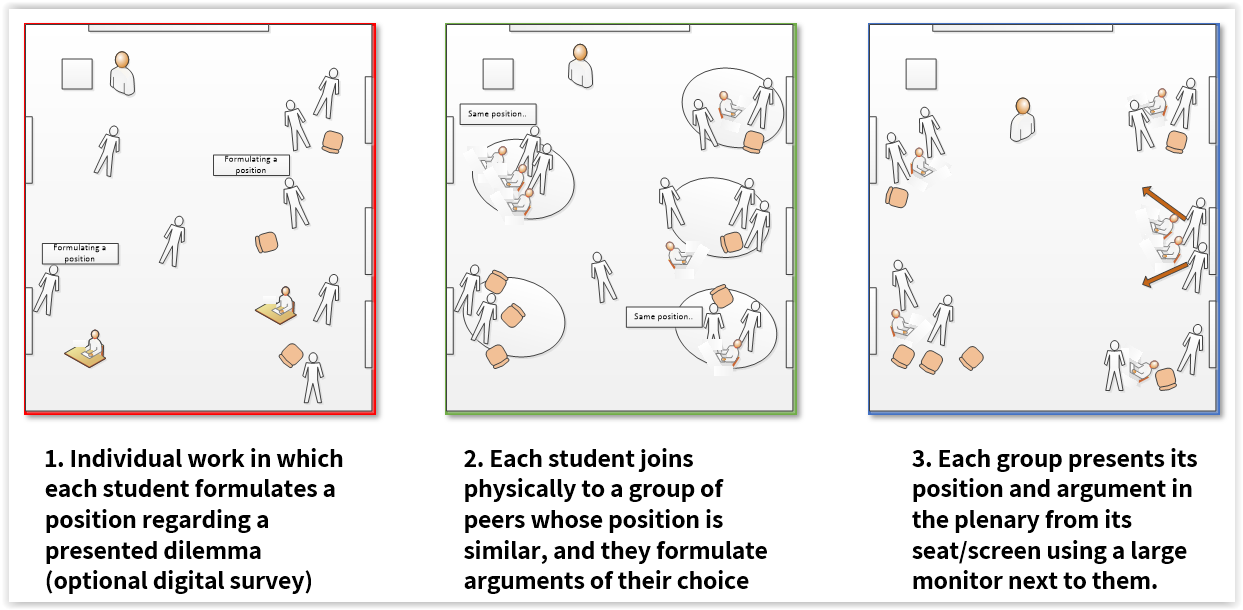 Formulating a
position
Formulating a
position
Same position..
Same position..
1. Individual work in which
each student formulates a
position regarding a
presented dilemma
(optional digital survey)
2. Each student joins
physically to a group of
peers whose position is
similar, and they formulate
arguments of their choice
3. Each group presents its
position and argument in
the plenary from its
seat/screen using a large
monitor next to them.